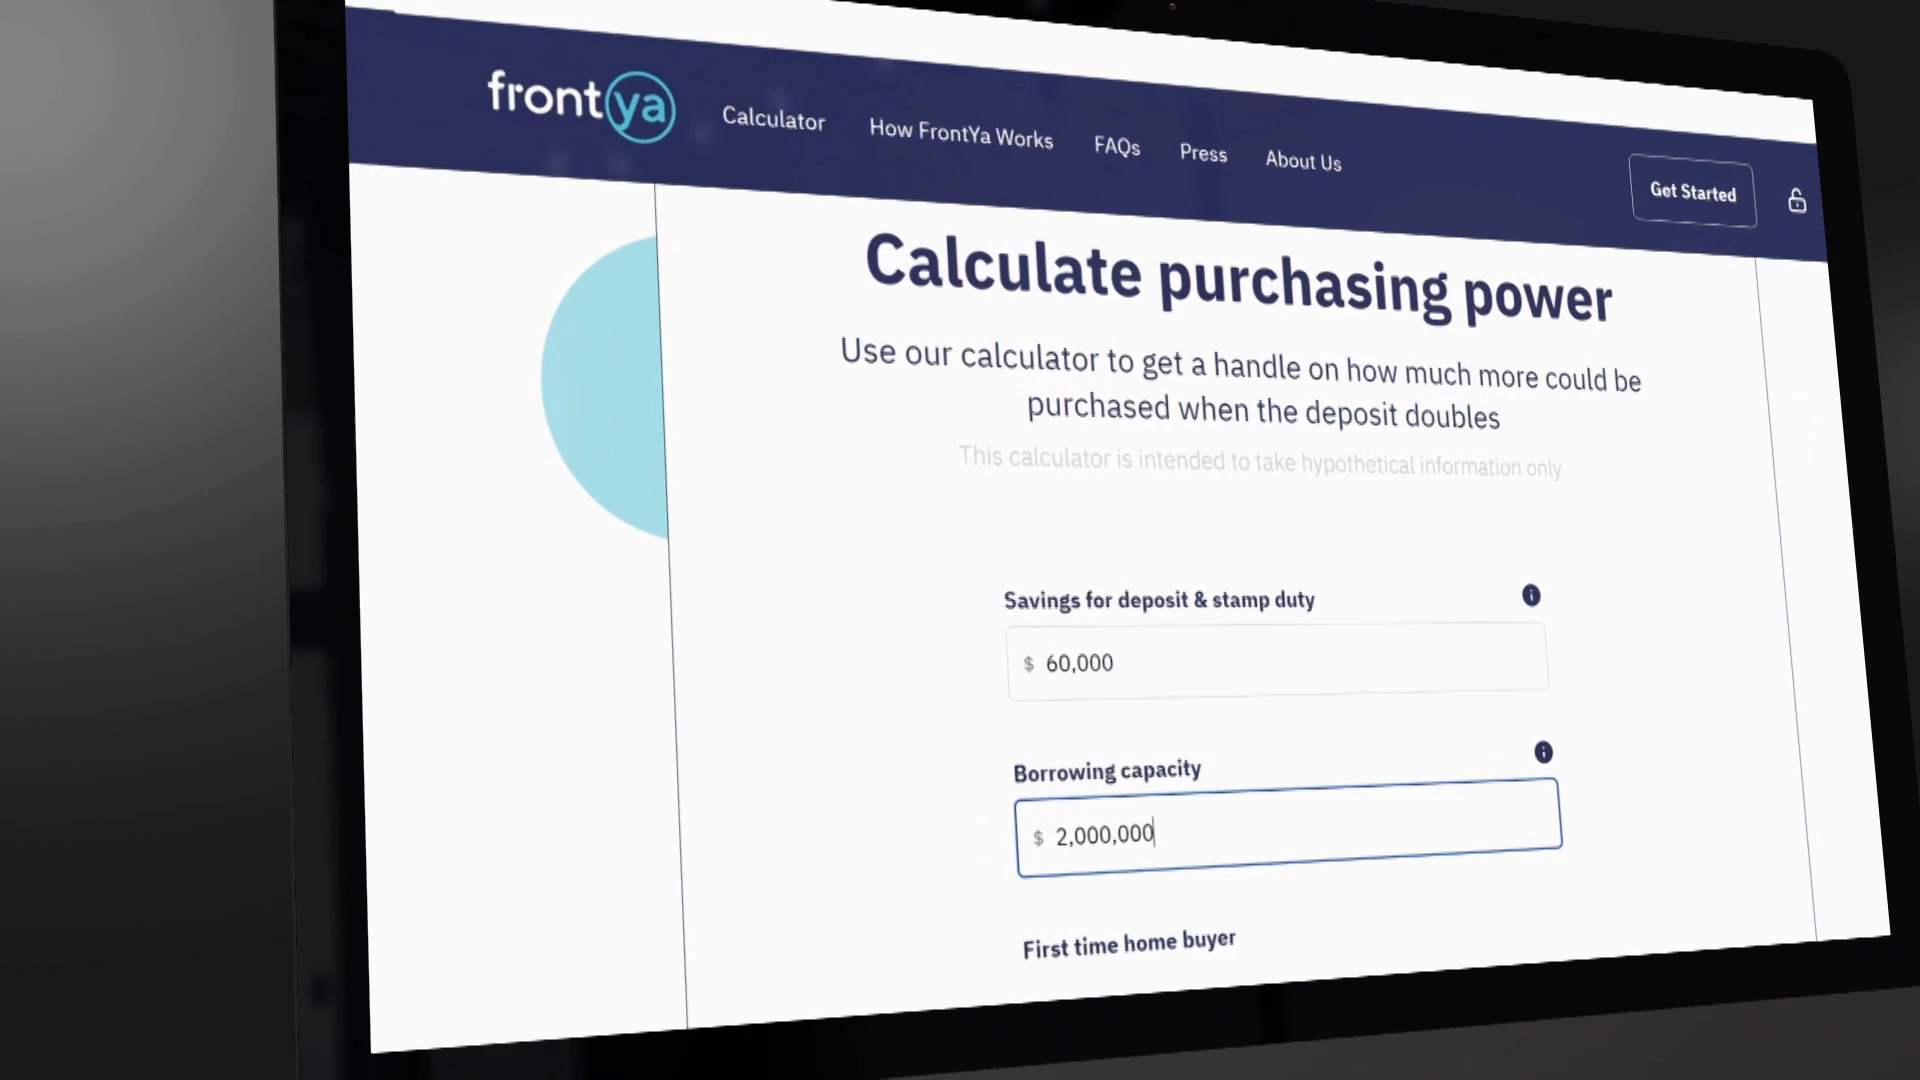 frontya
Calculator
How FrontYa Works
FAQs
Press
About Us
Get Started
Calculate purchasing power
Use our calculator to get a handle on how much more could be
purchased when the deposit doubles
This calculator is intended to take hypothetical information only
Savings for deposit & stamp duty
$ 60,000
Borrowing capacity
$ 2,000,000
First time home buyer